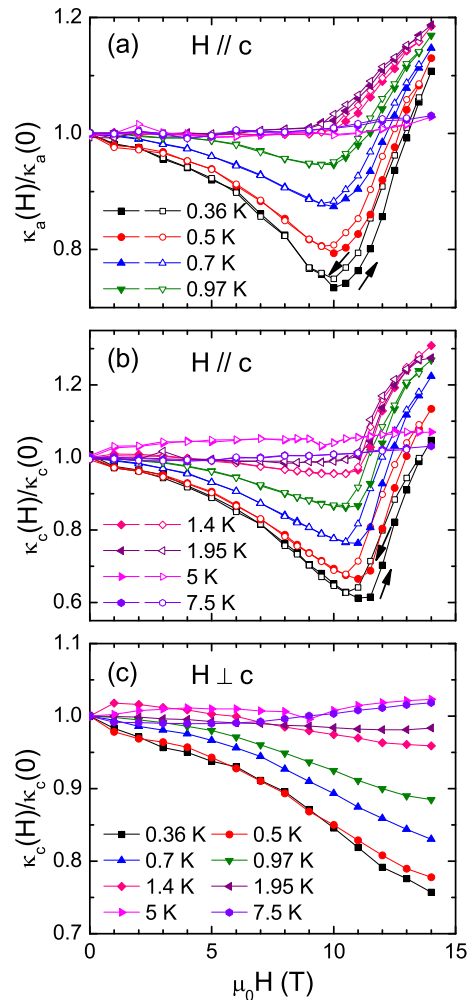 (a) H // c
1.2
1.0
0.8
κa(H)/κa(0)
0.36 K
0.5 K
0.7 K
0.97 K
(b) H // c
1.2
1.0
0.8
0.6
κc(H)/κc(0)
1.4 K
1.95 K
5 K
7.5 K
(c) H ⊥ c
1.1
1.0
0.9
0.8
0.7
κc(H)/κc(0)
0.36 K 0.5 K
0.7 K 0.97 K
1.4 K 1.95 K
5 K 7.5 K
0 5 10 15
μ0H (T)